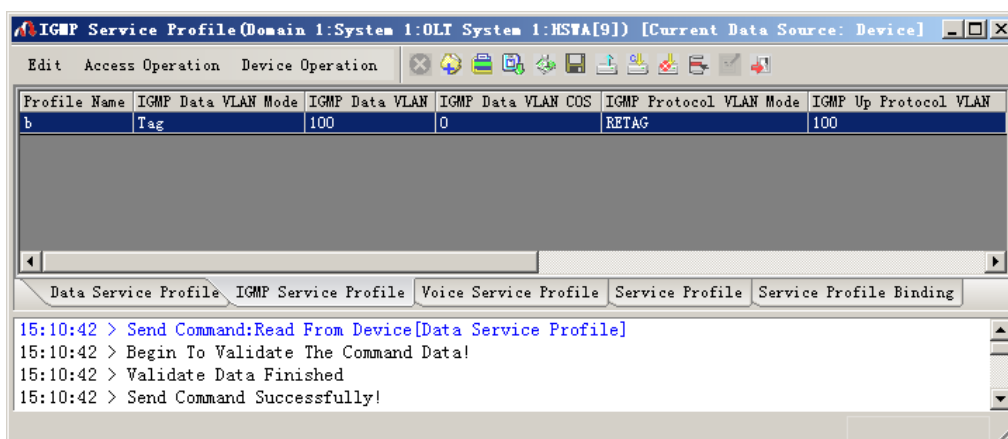 IGMP Service Profile(Domain 1:System 1:OLT System 1:HSWA[9]) [Current Data Source: Device]
Edit Access Operation Device Operation
Profile Name IGMP Data VLAN Mode IGMP Data VLAN IGMP Data VLAN COS IGMP Protocol VLAN Mode IGMP Up Protocol VLAN
b Tag 100 0 RETAG 100
Data Service Profile IGMP Service Profile Voice Service Profile Service Profile Service Profile Binding
15:10:42 > Send Command:Read From Device[Data Service Profile]
15:10:42 > Begin To Validate The Command Data!
15:10:42 > Validate Data Finished
15:10:42 > Send Command Successfully!